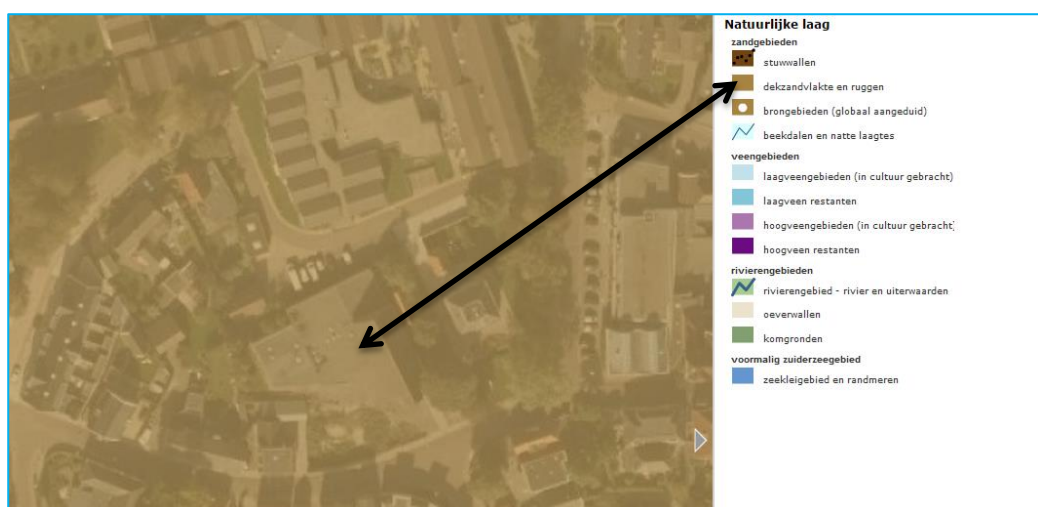 Natuurlijke laag
zandgebieden
stuwwallen
dekzandvlakte en ruggen
brongebieden (globaal aangeduid)
beekdalen en natte laagtes
veengebieden
laagveengebieden (in cultuur gebracht)
laagveen restanten
hoogveengebieden (in cultuur gebracht)
hoogveen restanten
rivierengebieden
rivierengebied - rivier en uiterwaarden
oeverwallen
komgronden
voormalig zuiderzeegebied
zeekleigebied en randmeren